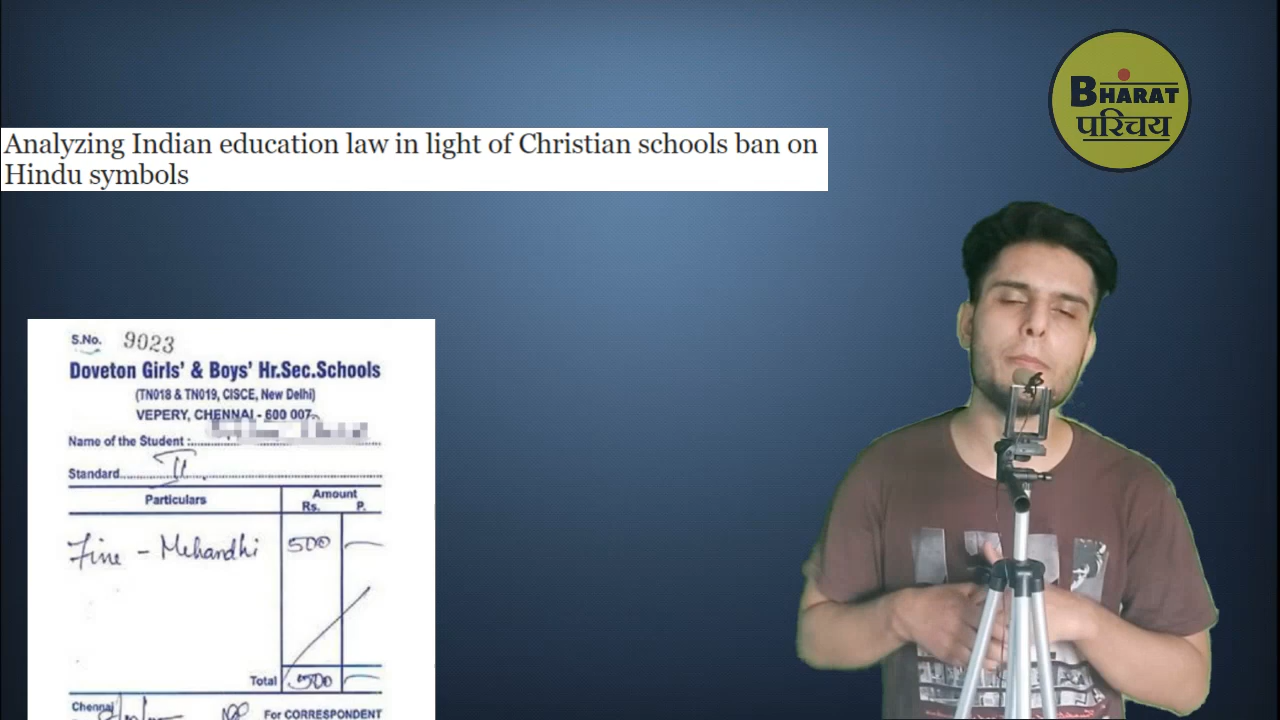 BHARAT
परिचय
Analyzing Indian education law in light of Christian schools ban on
Hindu symbols
S.No. 9023
Doveton Girls' & Boys' Hr.Sec.Schools
(TN018 & TN019, CISCE, New Delhi)
VEPERY, CHENNAI - 600 007
Name of the Student :
Standard II
Particulars Amount
Rs. P.
Fine - Mehandhi 500 —
Total 500 —
Chennai
For CORRESPONDENT